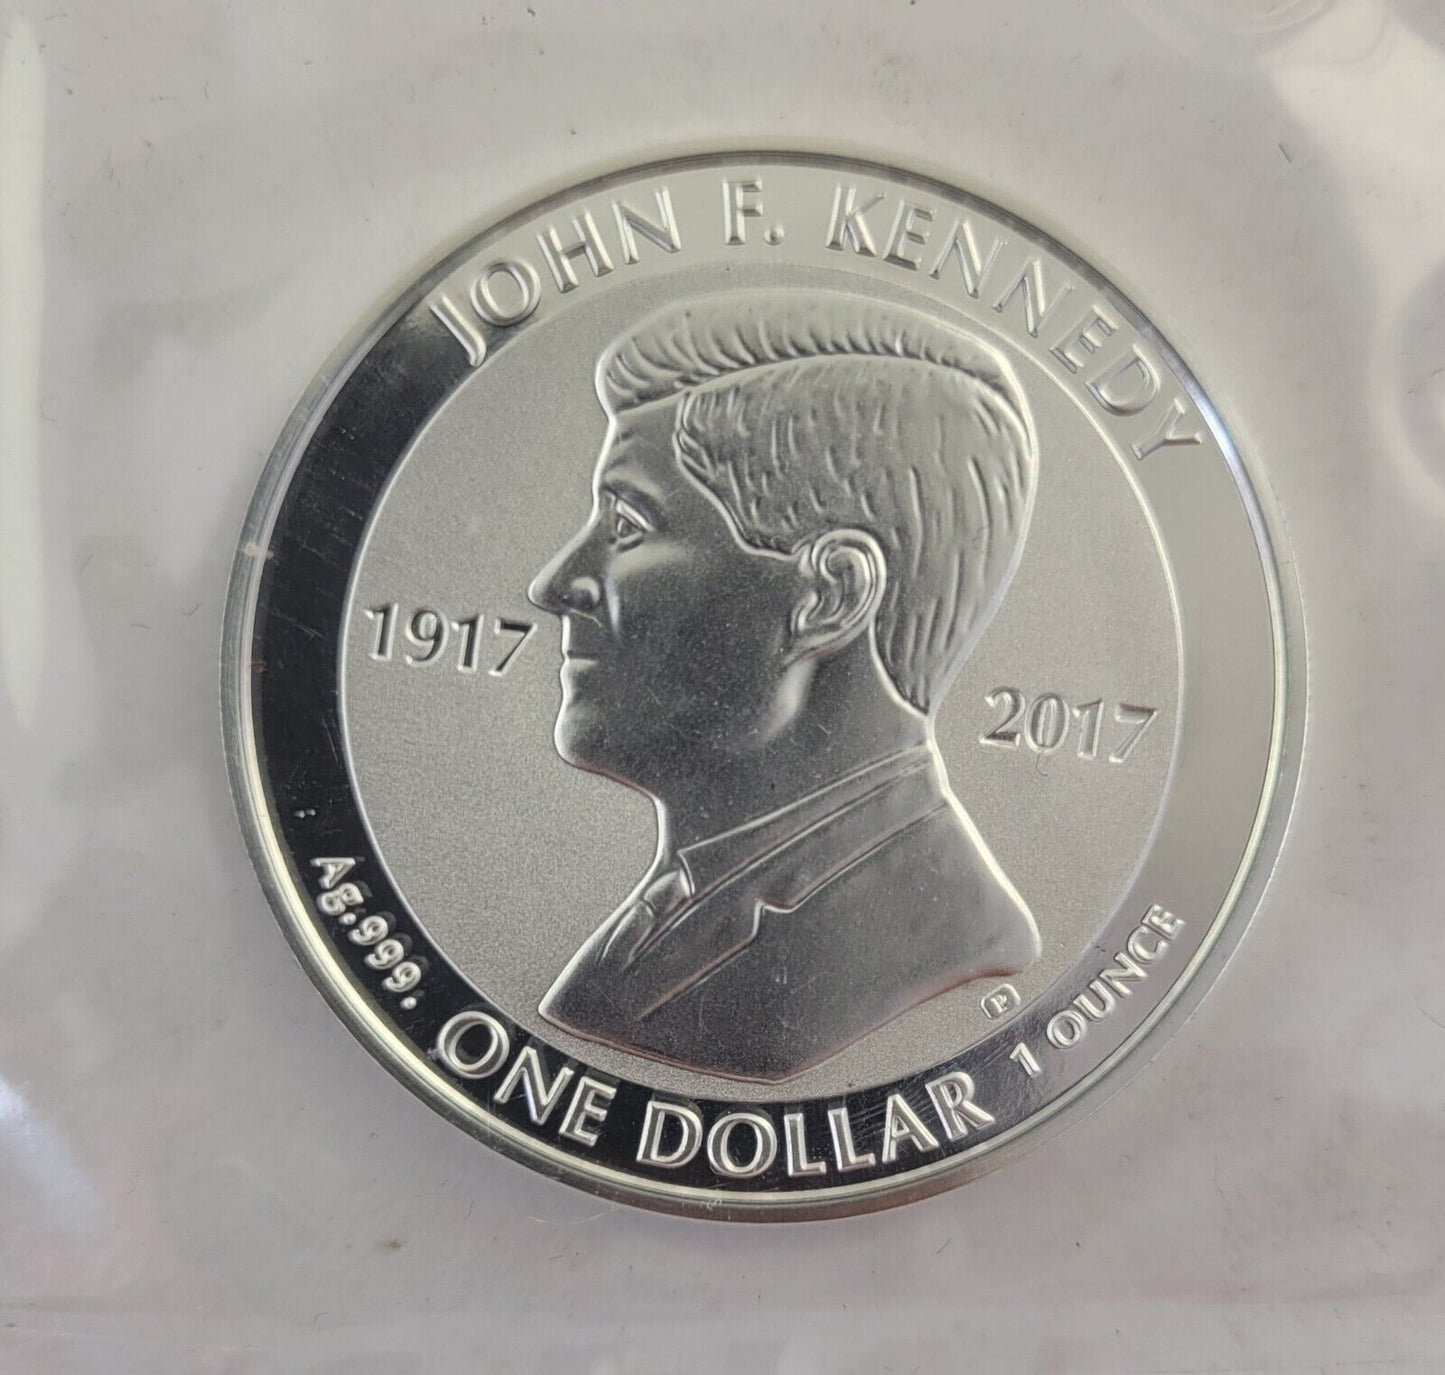 JOHN F. KENNEDY
1917
2017
Ag.999.
ONE DOLLAR
1 OUNCE
P